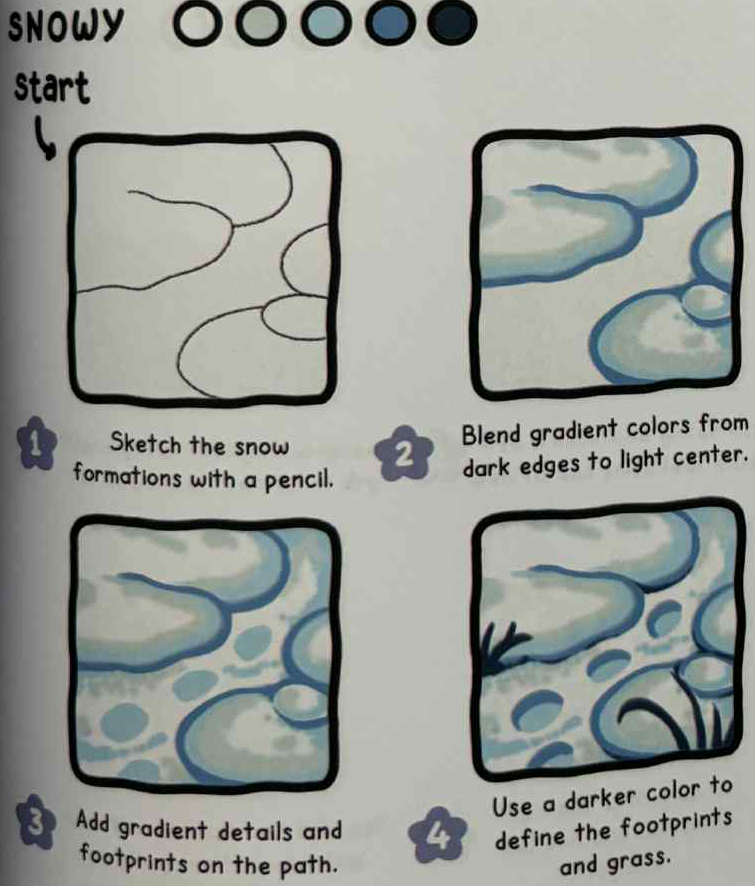 SNOWY
Start
1
Sketch the snow
formations with a pencil.
2
Blend gradient colors from
dark edges to light center.
3
Add gradient details and
footprints on the path.
4
Use a darker color to
define the footprints
and grass.